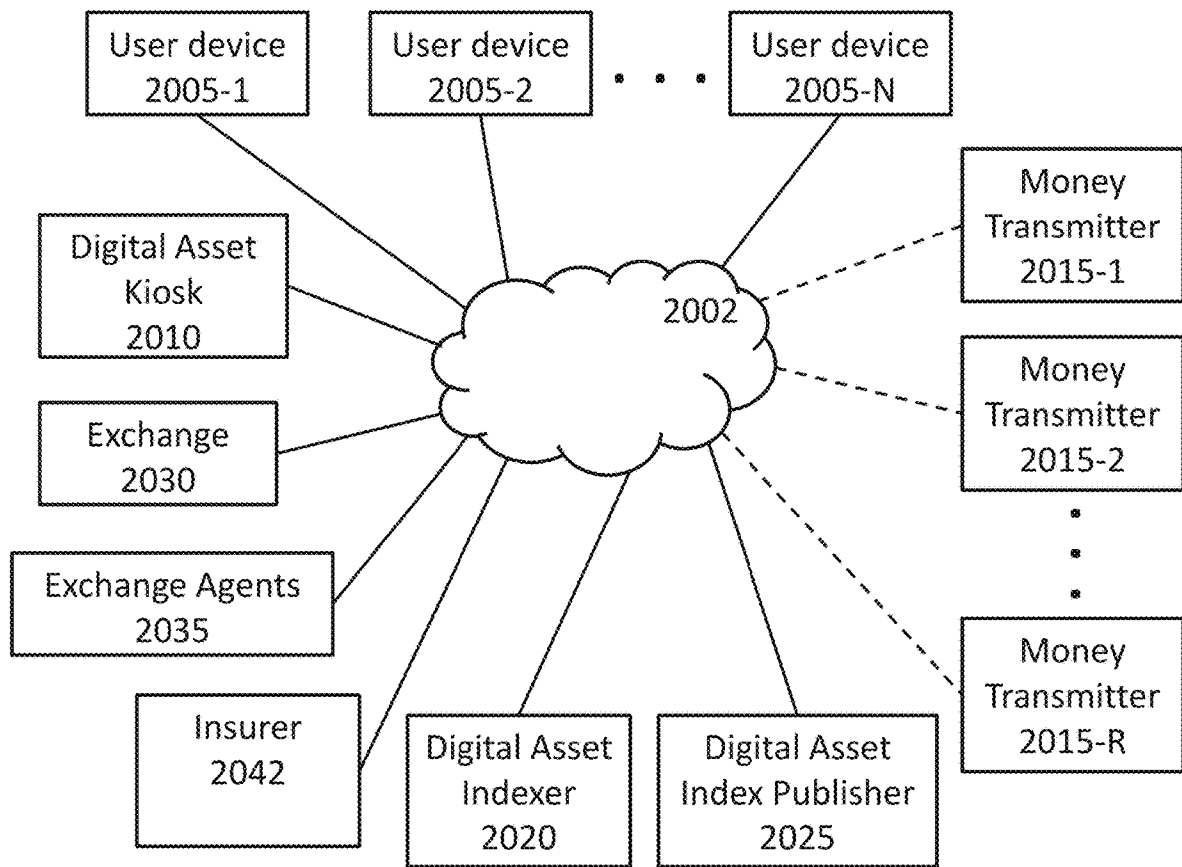 User device
2005-1
User device
2005-2
User device
2005-N
Money
Transmitter
2015-1
Digital Asset
Kiosk
2010
2002
Money
Transmitter
2015-2
Exchange
2030
Exchange Agents
2035
Money
Transmitter
2015-R
Insurer
2042
Digital Asset
Indexer
2020
Digital Asset
Index Publisher
2025